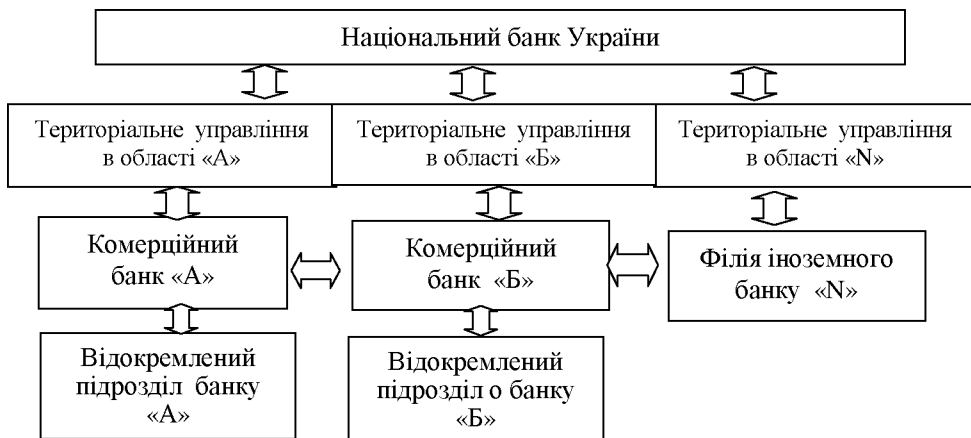 Національний банк України
Територіальне управління
в області «А»
Територіальне управління
в області «Б»
Територіальне управління
в області «N»
Комерційний
банк «А»
Комерційний
банк «Б»
Філія іноземного
банку «N»
Відокремлений
підрозділ банку
«А»
Відокремлений
підрозділ о банку
«Б»